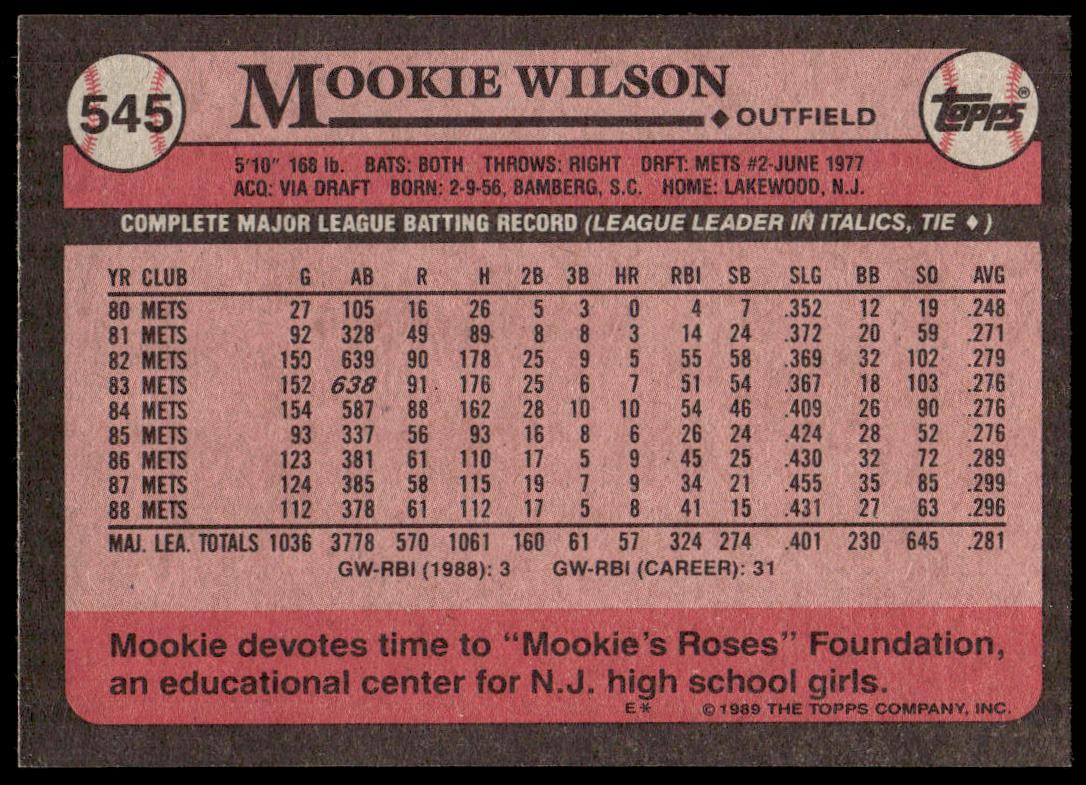 545
MOOKIE WILSON
♦ OUTFIELD
TOPPS®
5'10" 168 lb. BATS: BOTH THROWS: RIGHT DRFT: METS #2-JUNE 1977
ACQ: VIA DRAFT BORN: 2-9-56, BAMBERG, S.C. HOME: LAKEWOOD, N.J.
COMPLETE MAJOR LEAGUE BATTING RECORD (LEAGUE LEADER IN ITALICS, TIE ♦)
YR CLUB G AB R H 2B 3B HR RBI SB SLG BB SO AVG
80 METS 27 105 16 26 5 3 0 4 7 .352 12 19 .248
81 METS 92 328 49 89 8 8 3 14 24 .372 20 59 .271
82 METS 159 639 90 178 25 9 5 55 58 .369 32 102 .279
83 METS 152 638 91 176 25 6 7 51 54 .367 18 103 .276
84 METS 154 587 88 162 28 10 10 54 46 .409 26 90 .276
85 METS 93 337 56 93 16 8 6 26 24 .424 28 52 .276
86 METS 123 381 61 110 17 5 9 45 25 .430 32 72 .289
87 METS 124 385 58 115 19 7 9 34 21 .455 35 85 .299
88 METS 112 378 61 112 17 5 8 41 15 .431 27 63 .296
MAJ. LEA. TOTALS 1036 3778 570 1061 160 61 57 324 274 .401 230 645 .281
GW-RBI (1988): 3 GW-RBI (CAREER): 31
Mookie devotes time to "Mookie's Roses" Foundation,
an educational center for N.J. high school girls.
E* © 1989 THE TOPPS COMPANY, INC.